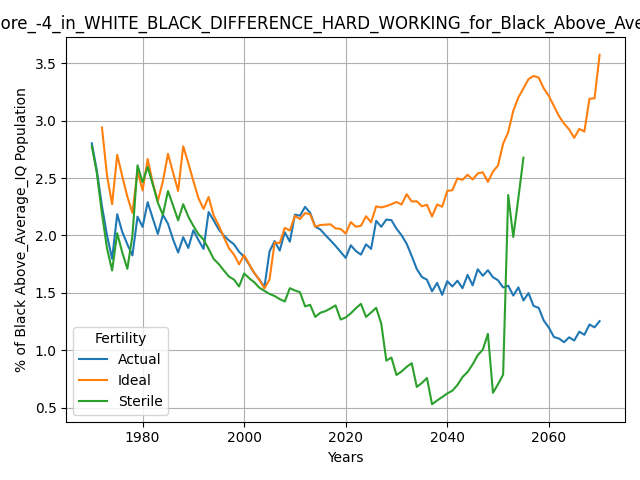 ore_-4_in_WHITE_BLACK_DIFFERENCE_HARD_WORKING_for_Black_Above_Ave
% of Black Above_Average_IQ Population
3.5
3.0
2.5
2.0
1.5
1.0
0.5
Fertility
Actual
Ideal
Sterile
1980
2000
2020
2040
2060
Years